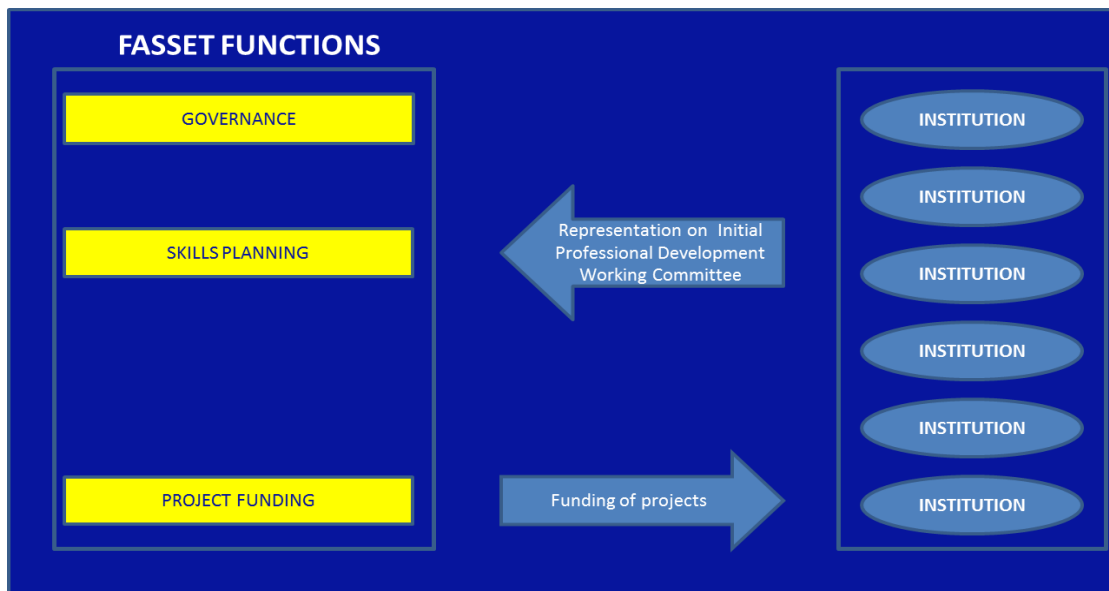 FASSET FUNCTIONS
GOVERNANCE
SKILLS PLANNING
PROJECT FUNDING
Representation on Initial
Professional Development
Working Committee
Funding of projects
INSTITUTION
INSTITUTION
INSTITUTION
INSTITUTION
INSTITUTION
INSTITUTION